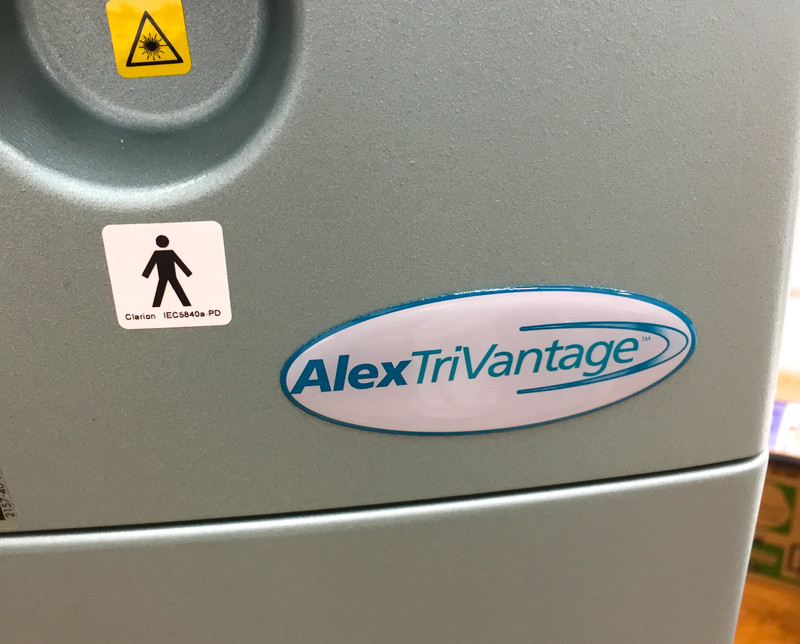 Clarion IEC5840a-PD
AlexTriVantage™